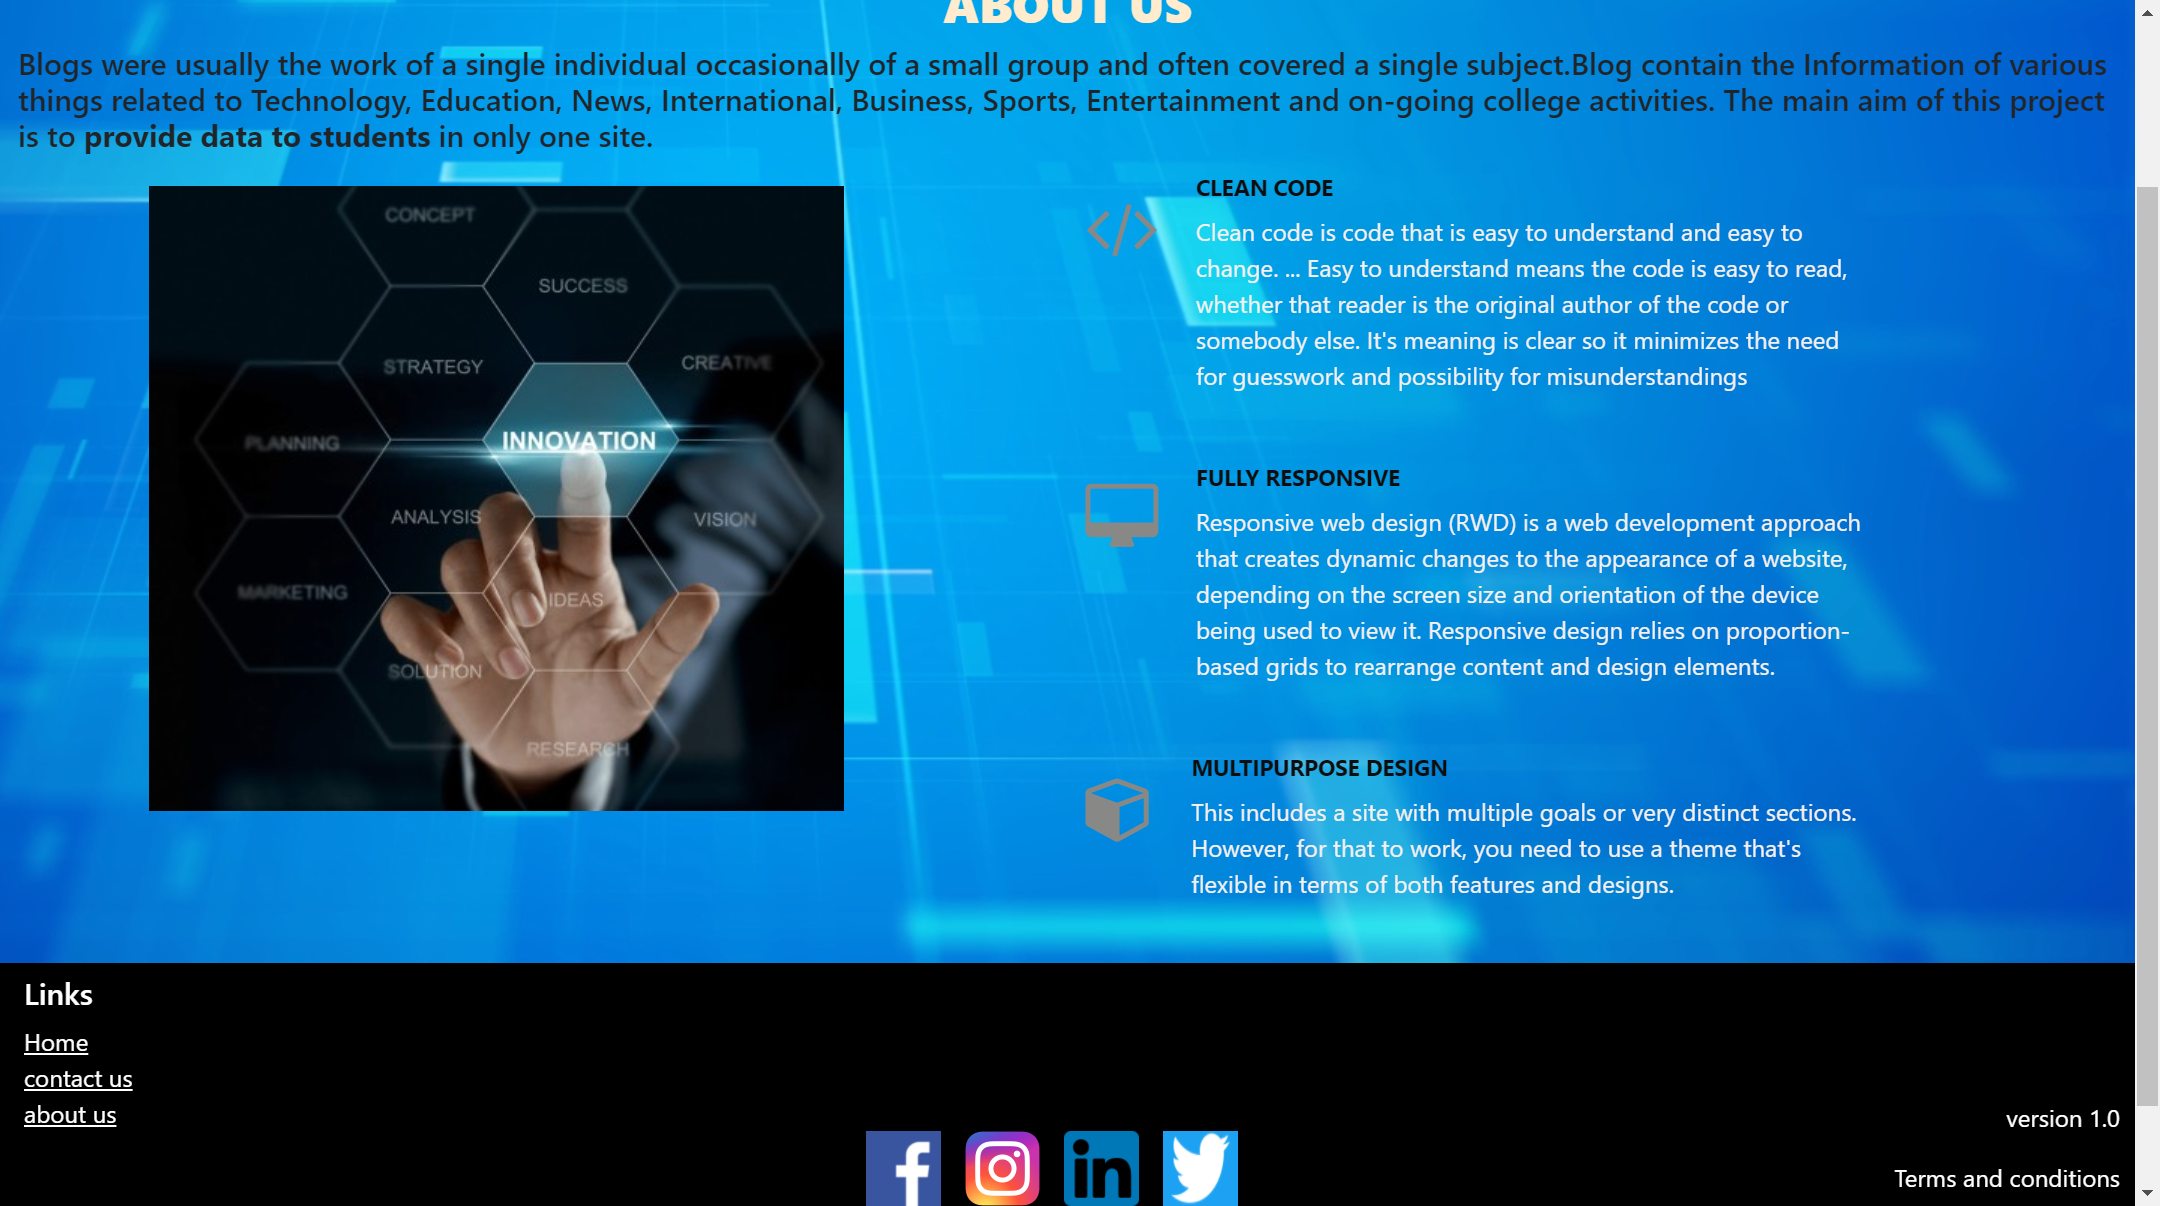 ABOUT US
Blogs were usually the work of a single individual occasionally of a small group and often covered a single subject.Blog contain the Information of various
things related to Technology, Education, News, International, Business, Sports, Entertainment and on-going college activities. The main aim of this project
is to provide data to students in only one site.
CONCEPT
SUCCESS
STRATEGY
CREATIVE
PLANNING
INNOVATION
ANALYSIS
VISION
MARKETING
IDEAS
SOLUTION
RESEARCH
CLEAN CODE
Clean code is code that is easy to understand and easy to
change. ... Easy to understand means the code is easy to read,
whether that reader is the original author of the code or
somebody else. It's meaning is clear so it minimizes the need
for guesswork and possibility for misunderstandings
FULLY RESPONSIVE
Responsive web design (RWD) is a web development approach
that creates dynamic changes to the appearance of a website,
depending on the screen size and orientation of the device
being used to view it. Responsive design relies on proportion-
based grids to rearrange content and design elements.
MULTIPURPOSE DESIGN
This includes a site with multiple goals or very distinct sections.
However, for that to work, you need to use a theme that's
flexible in terms of both features and designs.
Links
Home
contact us
about us
version 1.0
Terms and conditions